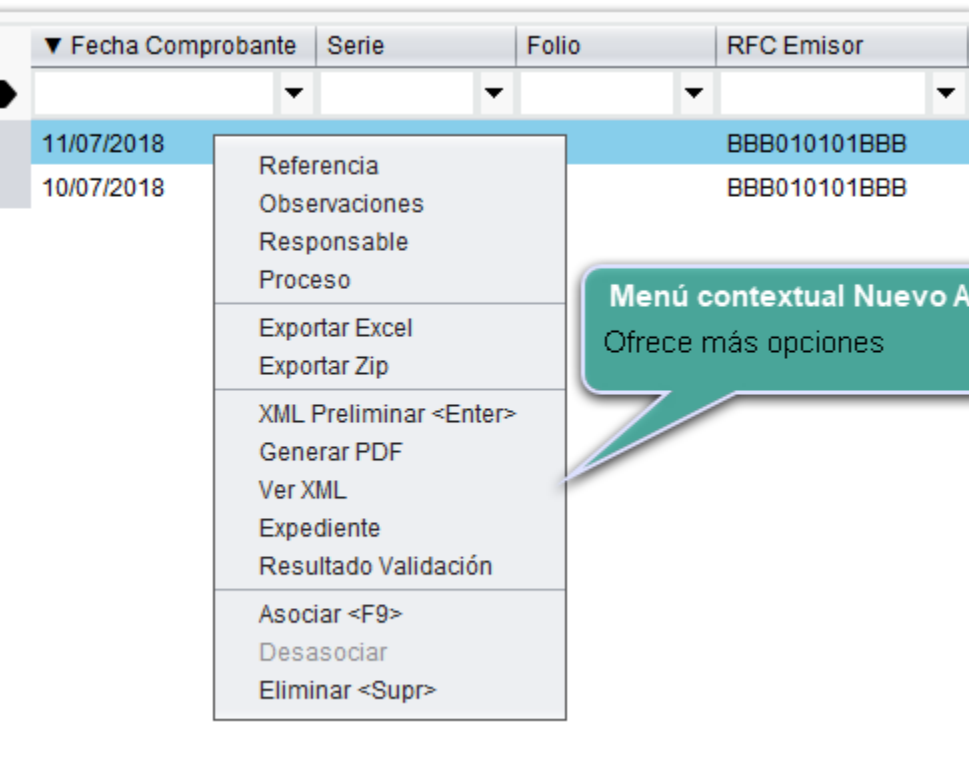 ▼ Fecha Comprobante Serie Folio RFC Emisor
11/07/2018 BBB010101BBB
10/07/2018 BBB010101BBB
Referencia
Observaciones
Responsable
Proceso
Exportar Excel
Exportar Zip
XML Preliminar <Enter>
Generar PDF
Ver XML
Expediente
Resultado Validación
Asociar <F9>
Desasociar
Eliminar <Supr>
Menú contextual Nuevo A
Ofrece más opciones